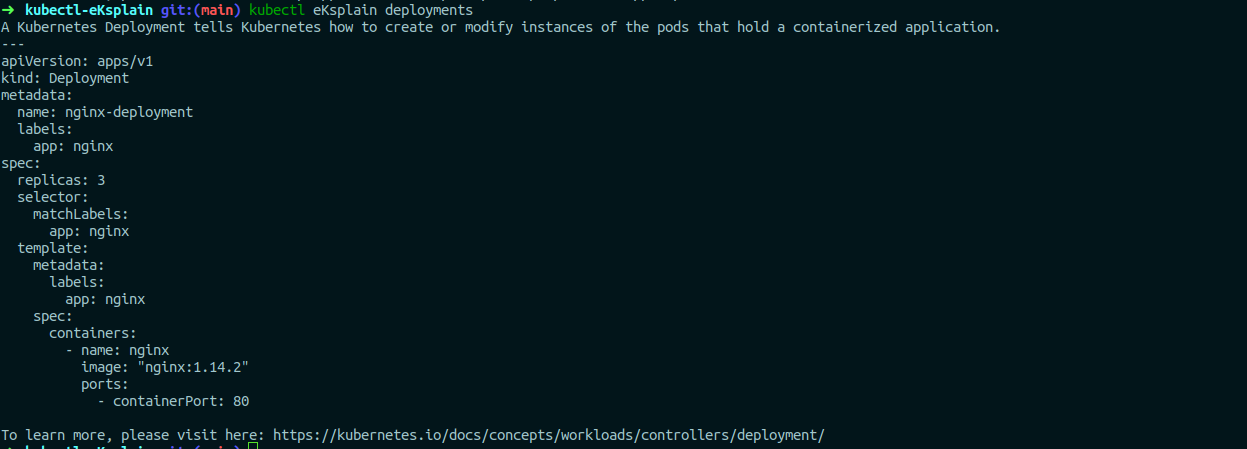 ➜ kubectl-eKsplain git:(main) kubectl eKsplain deployments
A Kubernetes Deployment tells Kubernetes how to create or modify instances of the pods that hold a containerized application.
---
apiVersion: apps/v1
kind: Deployment
metadata:
  name: nginx-deployment
  labels:
    app: nginx
spec:
  replicas: 3
  selector:
    matchLabels:
      app: nginx
  template:
    metadata:
      labels:
        app: nginx
    spec:
      containers:
        - name: nginx
          image: "nginx:1.14.2"
          ports:
            - containerPort: 80

To learn more, please visit here: https://kubernetes.io/docs/concepts/workloads/controllers/deployment/